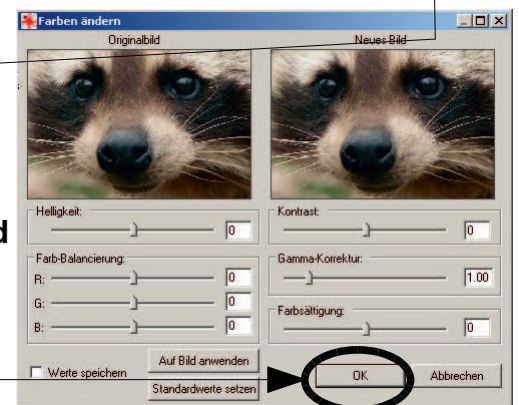 Farben ändern
Originalbild
Neues Bild
Helligkeit:
0
Kontrast:
0
d
Farb-Balancierung:
R:
0
G:
0
B:
0
Gamma-Korrektur:
1.00
Farbsättigung:
0
Werte speichern
Auf Bild anwenden
Standardwerte setzen
OK
Abbrechen